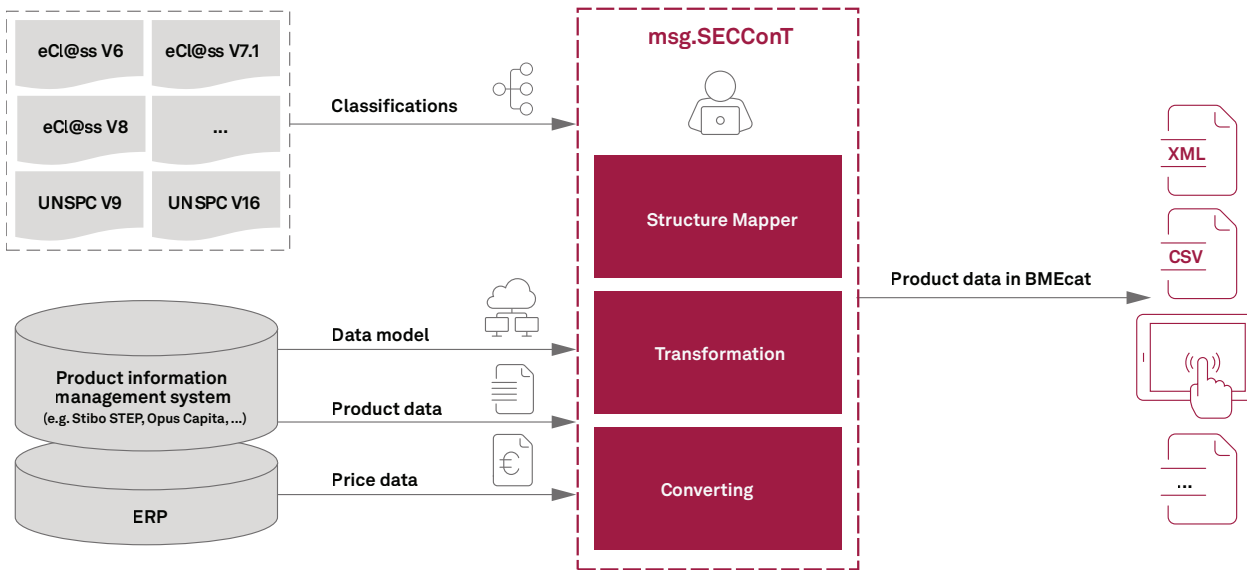 eCl@ss V6
eCl@ss V7.1
eCl@ss V8
...
UNSPC V9
UNSPC V16
Classifications
Product information
management system
(e.g. Stibo STEP, Opus Capita, ...)
ERP
Data model
Product data
Price data
€
msg.SECConT
Structure Mapper
Transformation
Converting
Product data in BMEcat
XML
CSV
...